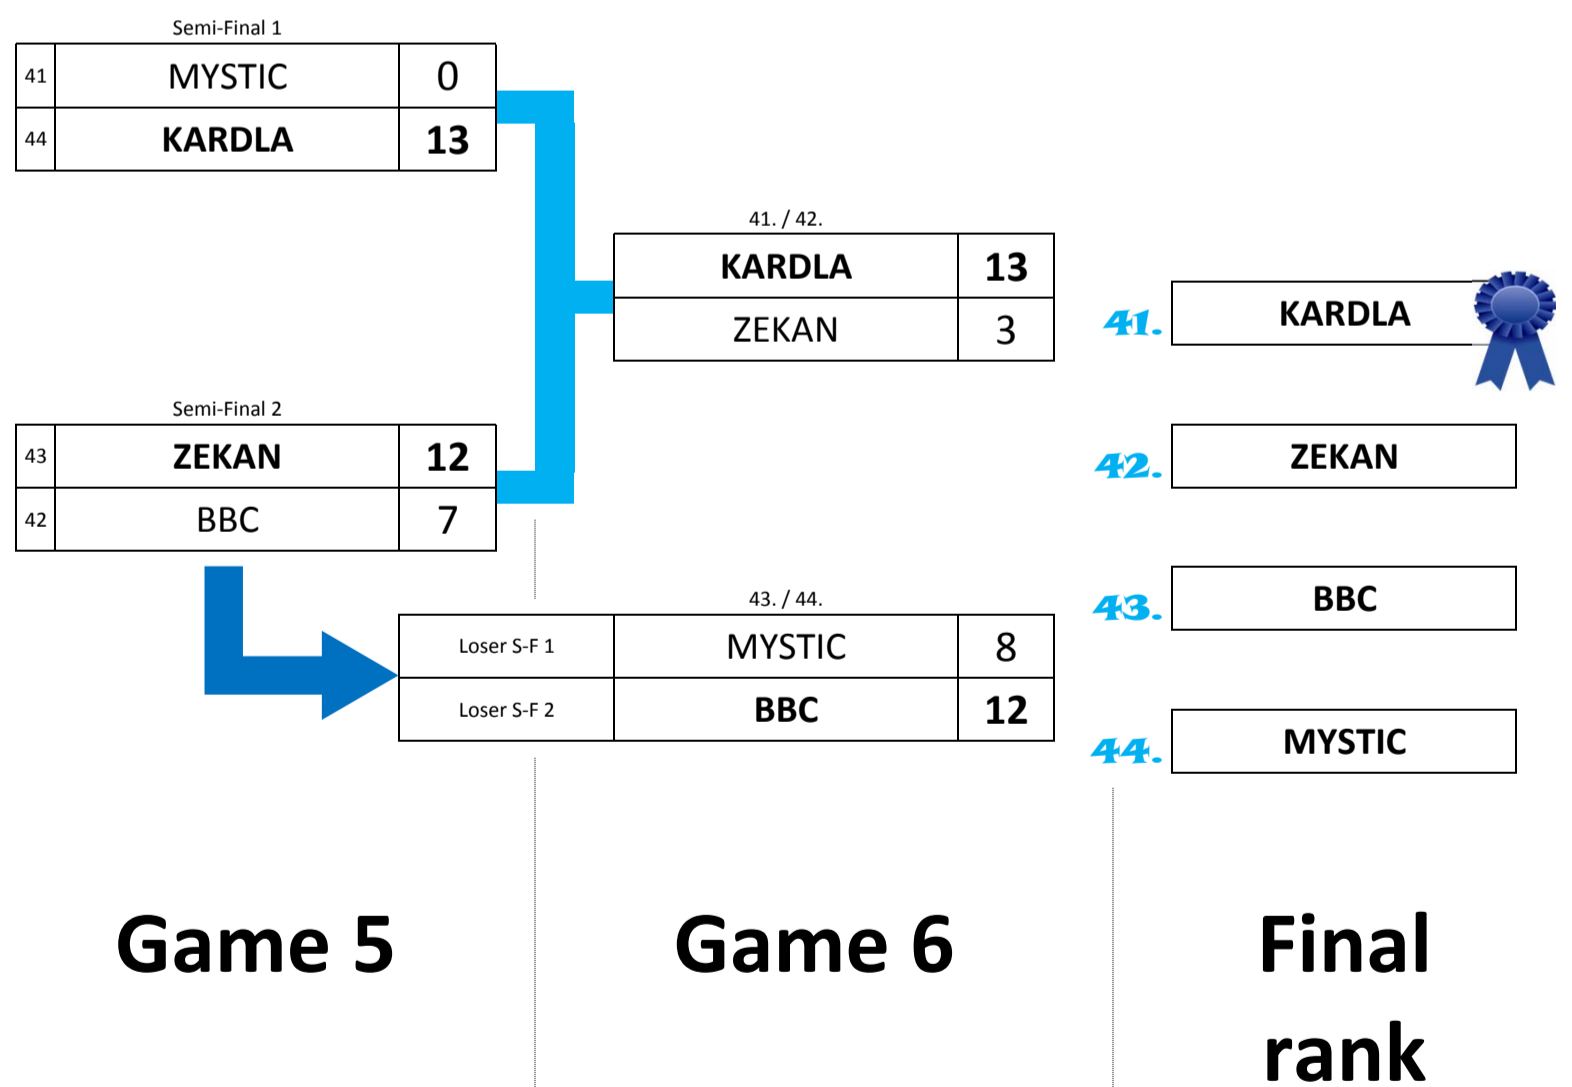 Semi-Final 1
41 MYSTIC 0
44 KARDLA 13
41. / 42.
KARDLA 13
ZEKAN 3
Semi-Final 2
43 ZEKAN 12
42 BBC 7
43. / 44.
Loser S-F 1 MYSTIC 8
Loser S-F 2 BBC 12
41. KARDLA
42. ZEKAN
43. BBC
44. MYSTIC
Game 5
Game 6
Final
rank